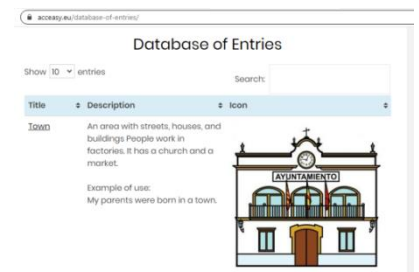 acceasy.eu/database-of-entries/
Database of Entries
Show 10 entries
Search:
Title Description Icon
Town An area with streets, houses, and
buildings People work in
factories. It has a church and a
market.
Example of use:
My parents were born in a town.
AYUNTAMIENTO